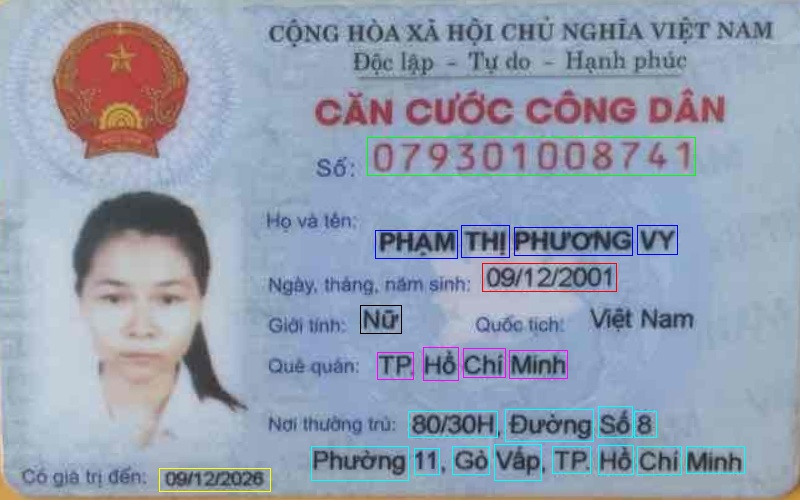 CỘNG HÒA XÃ HỘI CHỦ NGHĨA VIỆT NAM
Độc lập - Tự do - Hạnh phúc
CĂN CƯỚC CÔNG DÂN
Số: 079301008741
Họ và tên:
PHẠM THỊ PHƯƠNG VY
Ngày, tháng, năm sinh: 09/12/2001
Giới tính: Nữ Quốc tịch: Việt Nam
Quê quán: TP. Hồ Chí Minh
Nơi thường trú: 80/30H, Đường Số 8
Phường 11, Gò Vấp, TP. Hồ Chí Minh
Có giá trị đến: 09/12/2026